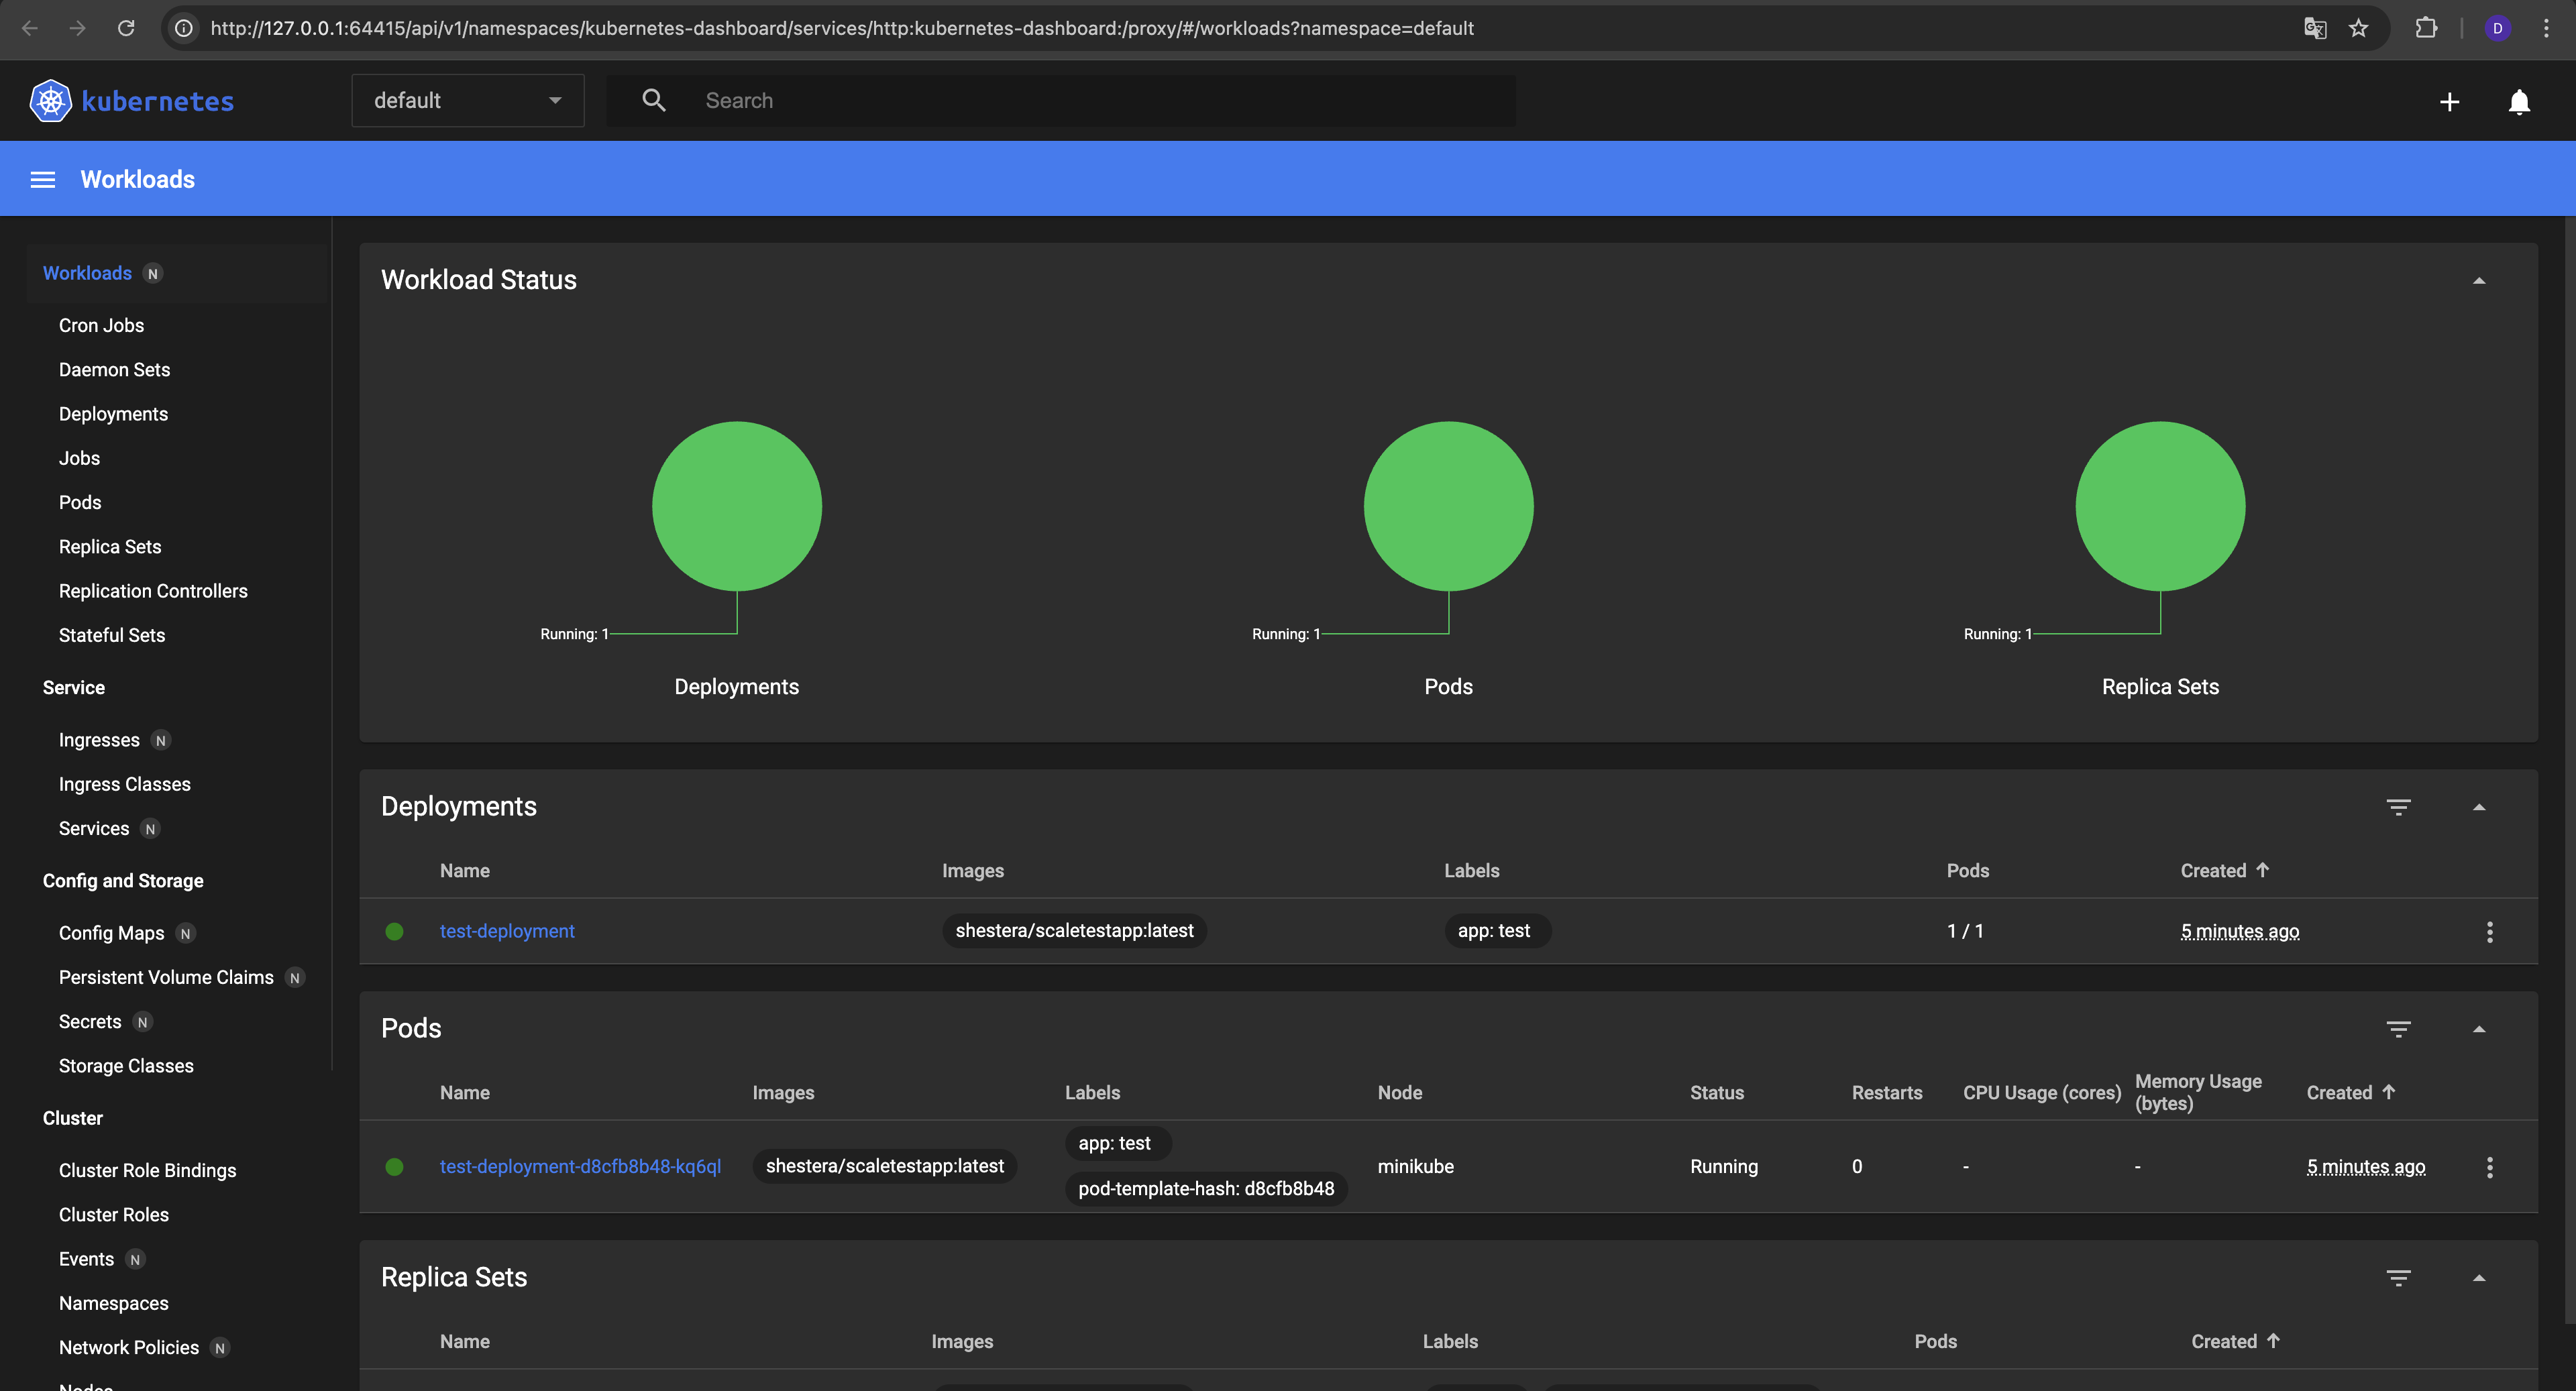 http://127.0.0.1:64415/api/v1/namespaces/kubernetes-dashboard/services/http:kubernetes-dashboard:/proxy/#/workloads?namespace=default
D
kubernetes
default
Search
Workloads
Workloads N
Cron Jobs
Daemon Sets
Deployments
Jobs
Pods
Replica Sets
Replication Controllers
Stateful Sets
Service
Ingresses N
Ingress Classes
Services N
Config and Storage
Config Maps N
Persistent Volume Claims N
Secrets N
Storage Classes
Cluster
Cluster Role Bindings
Cluster Roles
Events N
Namespaces
Network Policies N
Nodes
Workload Status
Running: 1
Deployments
Running: 1
Pods
Running: 1
Replica Sets
Deployments
Name Images Labels Pods Created
test-deployment shestera/scaletestapp:latest app: test 1 / 1 5 minutes ago
Pods
Name Images Labels Node Status Restarts CPU Usage (cores) Memory Usage (bytes) Created
test-deployment-d8cfb8b48-kq6ql shestera/scaletestapp:latest app: test pod-template-hash: d8cfb8b48 minikube Running 0 - - 5 minutes ago
Replica Sets
Name Images Labels Pods Created